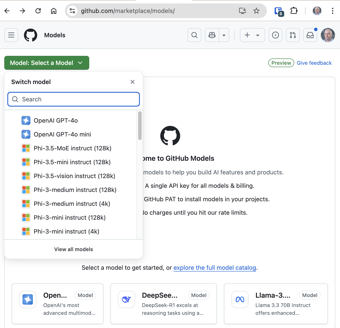 github.com/marketplace/models/
Models
Model: Select a Model
Preview
Give feedback
Switch model
Search
OpenAI GPT-4o
OpenAI GPT-4o mini
Phi-3.5-MoE instruct (128k)
Phi-3.5-mini instruct (128k)
Phi-3.5-vision instruct (128k)
Phi-3-medium instruct (128k)
Phi-3-medium instruct (4k)
Phi-3-mini instruct (128k)
Phi-3-mini instruct (4k)
View all models
ome to GitHub Models
models to help you build AI features and products.
A single API key for all models & billing.
GitHub PAT to install models in your projects.
o charges until you hit our rate limits.
Select a model to get started, or explore the full model catalog.
Open... Model
OpenAI's most
advanced multimod...
DeepSee... Model
DeepSeek-R1 excels at
reasoning tasks using a...
Llama-3.... Model
Llama 3.3 70B Instruct
offers enhanced...